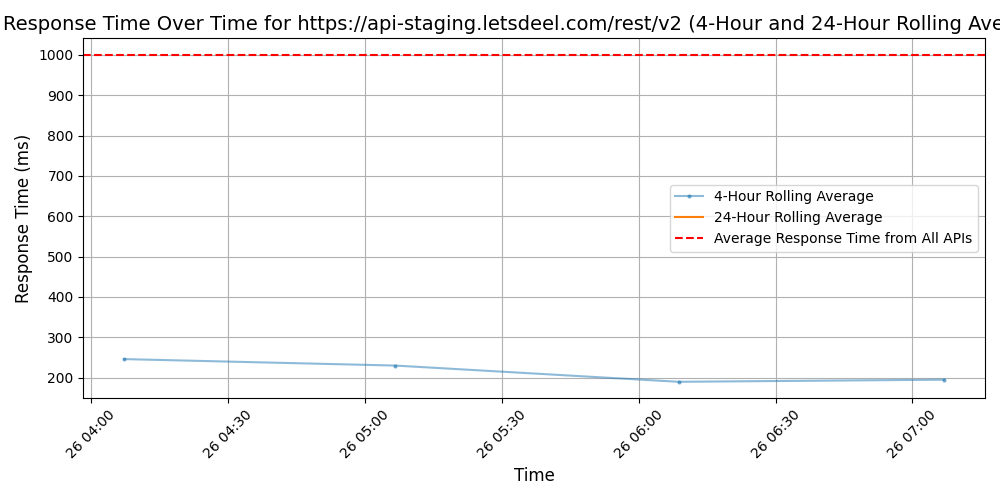 Response Time Over Time for https://api-staging.letsdeel.com/rest/v2 (4-Hour and 24-Hour Rolling Ave
1000
900
800
700
600
500
400
300
200
Response Time (ms)
4-Hour Rolling Average
24-Hour Rolling Average
Average Response Time from All APIs
26 04:00
26 04:30
26 05:00
26 05:30
26 06:00
26 06:30
26 07:00
Time